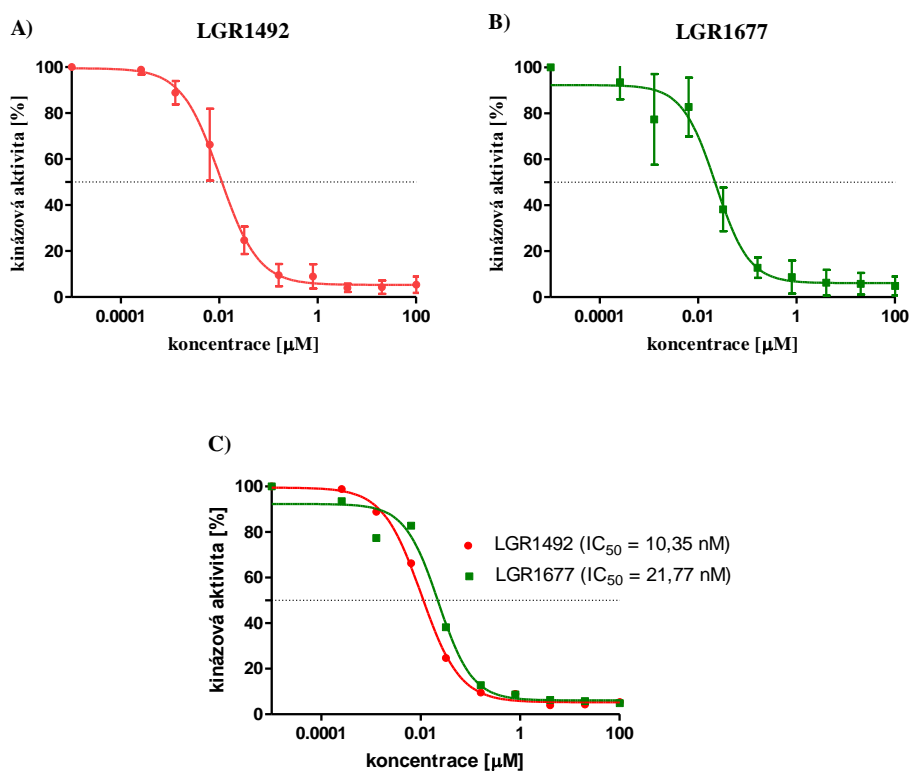 A)
LGR1492
kinázová aktivita [%]
100
80
60
40
20
0
0.0001
0.01
1
100
koncentrace [μM]
B)
LGR1677
kinázová aktivita [%]
100
80
60
40
20
0
0.0001
0.01
1
100
koncentrace [μM]
C)
kinázová aktivita [%]
100
80
60
40
20
0
0.0001
0.01
1
100
koncentrace [μM]
LGR1492 (IC50 = 10,35 nM)
LGR1677 (IC50 = 21,77 nM)